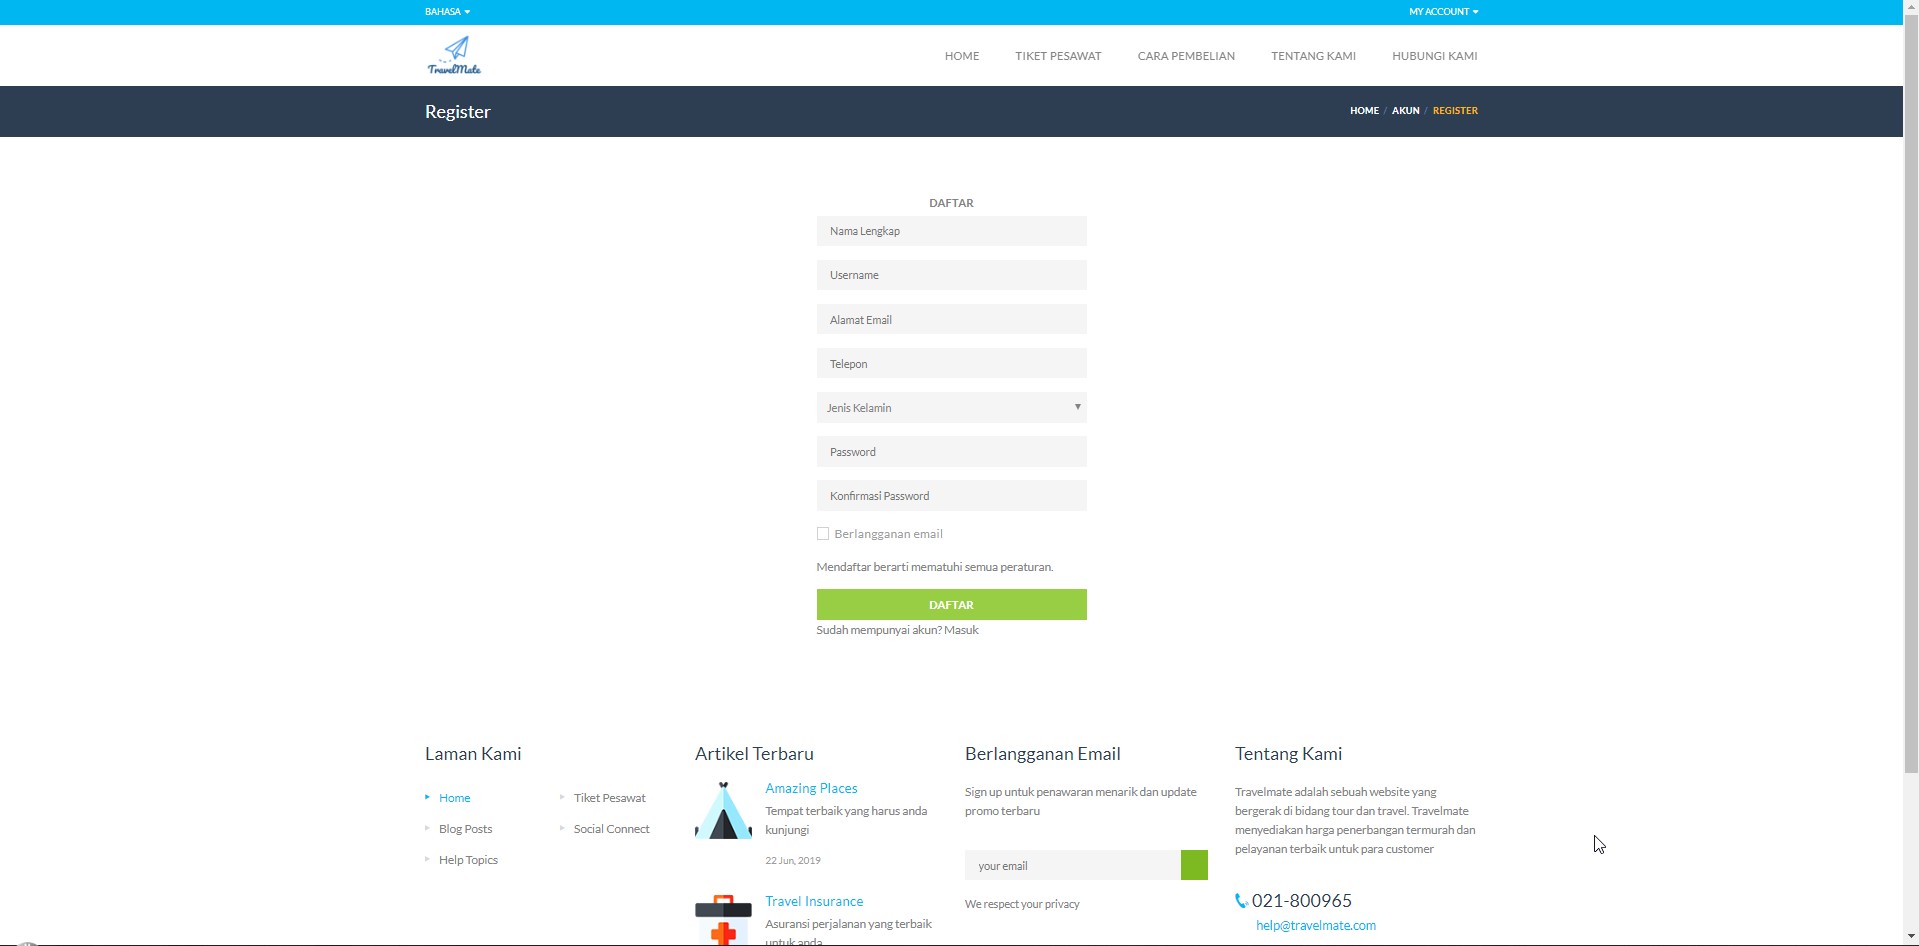 BAHASA
MY ACCOUNT
TravelMate
HOME
TIKET PESAWAT
CARA PEMBELIAN
TENTANG KAMI
HUBUNGI KAMI
Register
HOME / AKUN / REGISTER
DAFTAR
Nama Lengkap
Username
Alamat Email
Telepon
Jenis Kelamin
Password
Konfirmasi Password
Berlangganan email
Mendaftar berarti mematuhi semua peraturan.
DAFTAR
Sudah mempunyai akun? Masuk
Laman Kami
Home
Tiket Pesawat
Blog Posts
Social Connect
Help Topics
Artikel Terbaru
Amazing Places
Tempat terbaik yang harus anda
kunjungi
22 Jun, 2019
Travel Insurance
Asuransi perjalanan yang terbaik
untuk anda
Berlangganan Email
Sign up untuk penawaran menarik dan update
promo terbaru
your email
We respect your privacy
Tentang Kami
Travelmate adalah sebuah website yang
bergerak di bidang tour dan travel. Travelmate
menyediakan harga penerbangan termurah dan
pelayanan terbaik untuk para customer
021-800965
help@travelmate.com